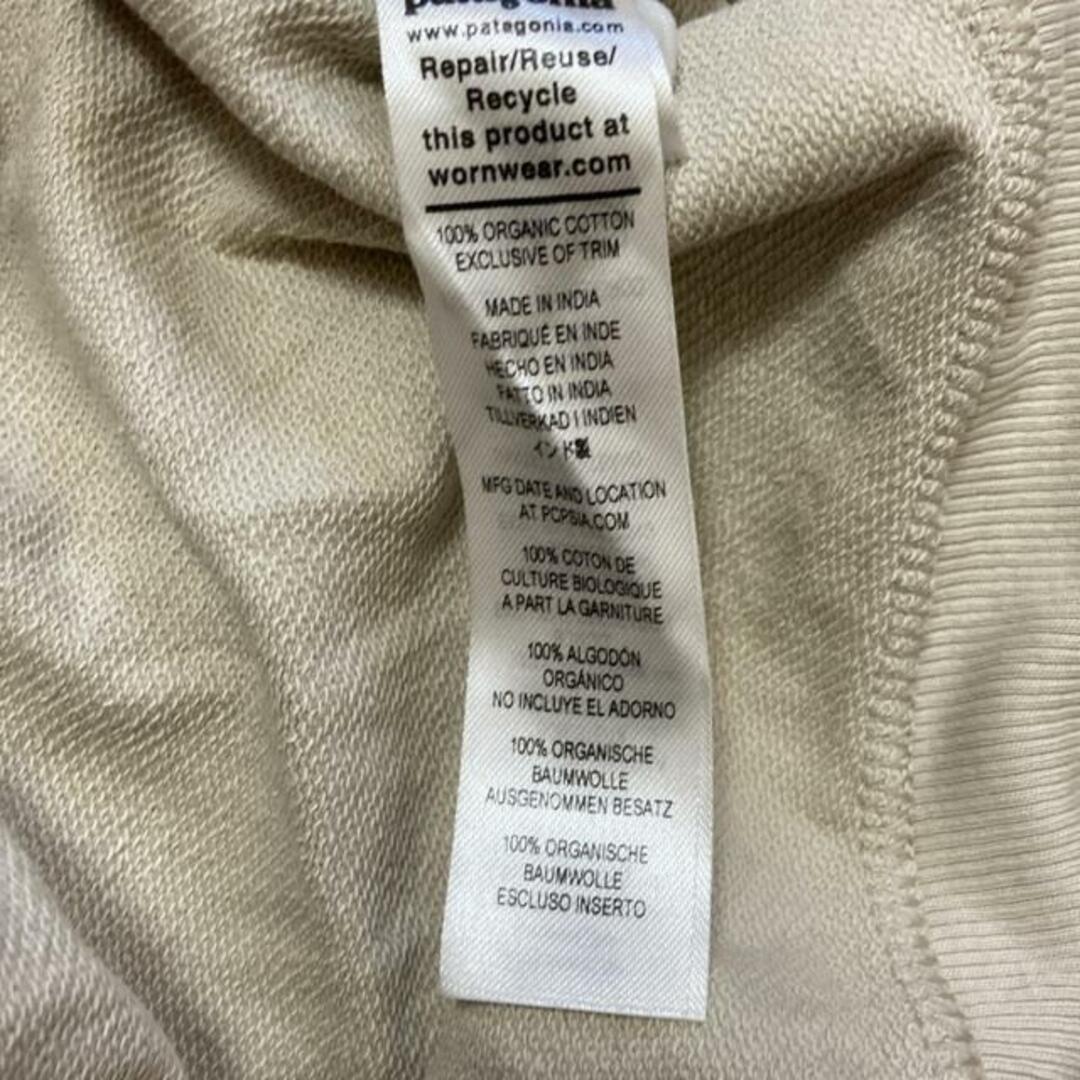 patagonia
www.patagonia.com
Repair/Reuse/
Recycle
this product at
wornwear.com
100% ORGANIC COTTON
EXCLUSIVE OF TRIM
MADE IN INDIA
FABRIQUÉ EN INDE
HECHO EN INDIA
FATTO IN INDIA
TILLVERKAD I INDIEN
インド製
MFG DATE AND LOCATION
AT PCPSIA.COM
100% COTON DE
CULTURE BIOLOGIQUE
A PART LA GARNITURE
100% ALGODÓN
ORGÁNICO
NO INCLUYE EL ADORNO
100% ORGANISCHE
BAUMWOLLE
AUSGENOMMEN BESATZ
100% ORGANISCHE
BAUMWOLLE
ESCLUSO INSERTO